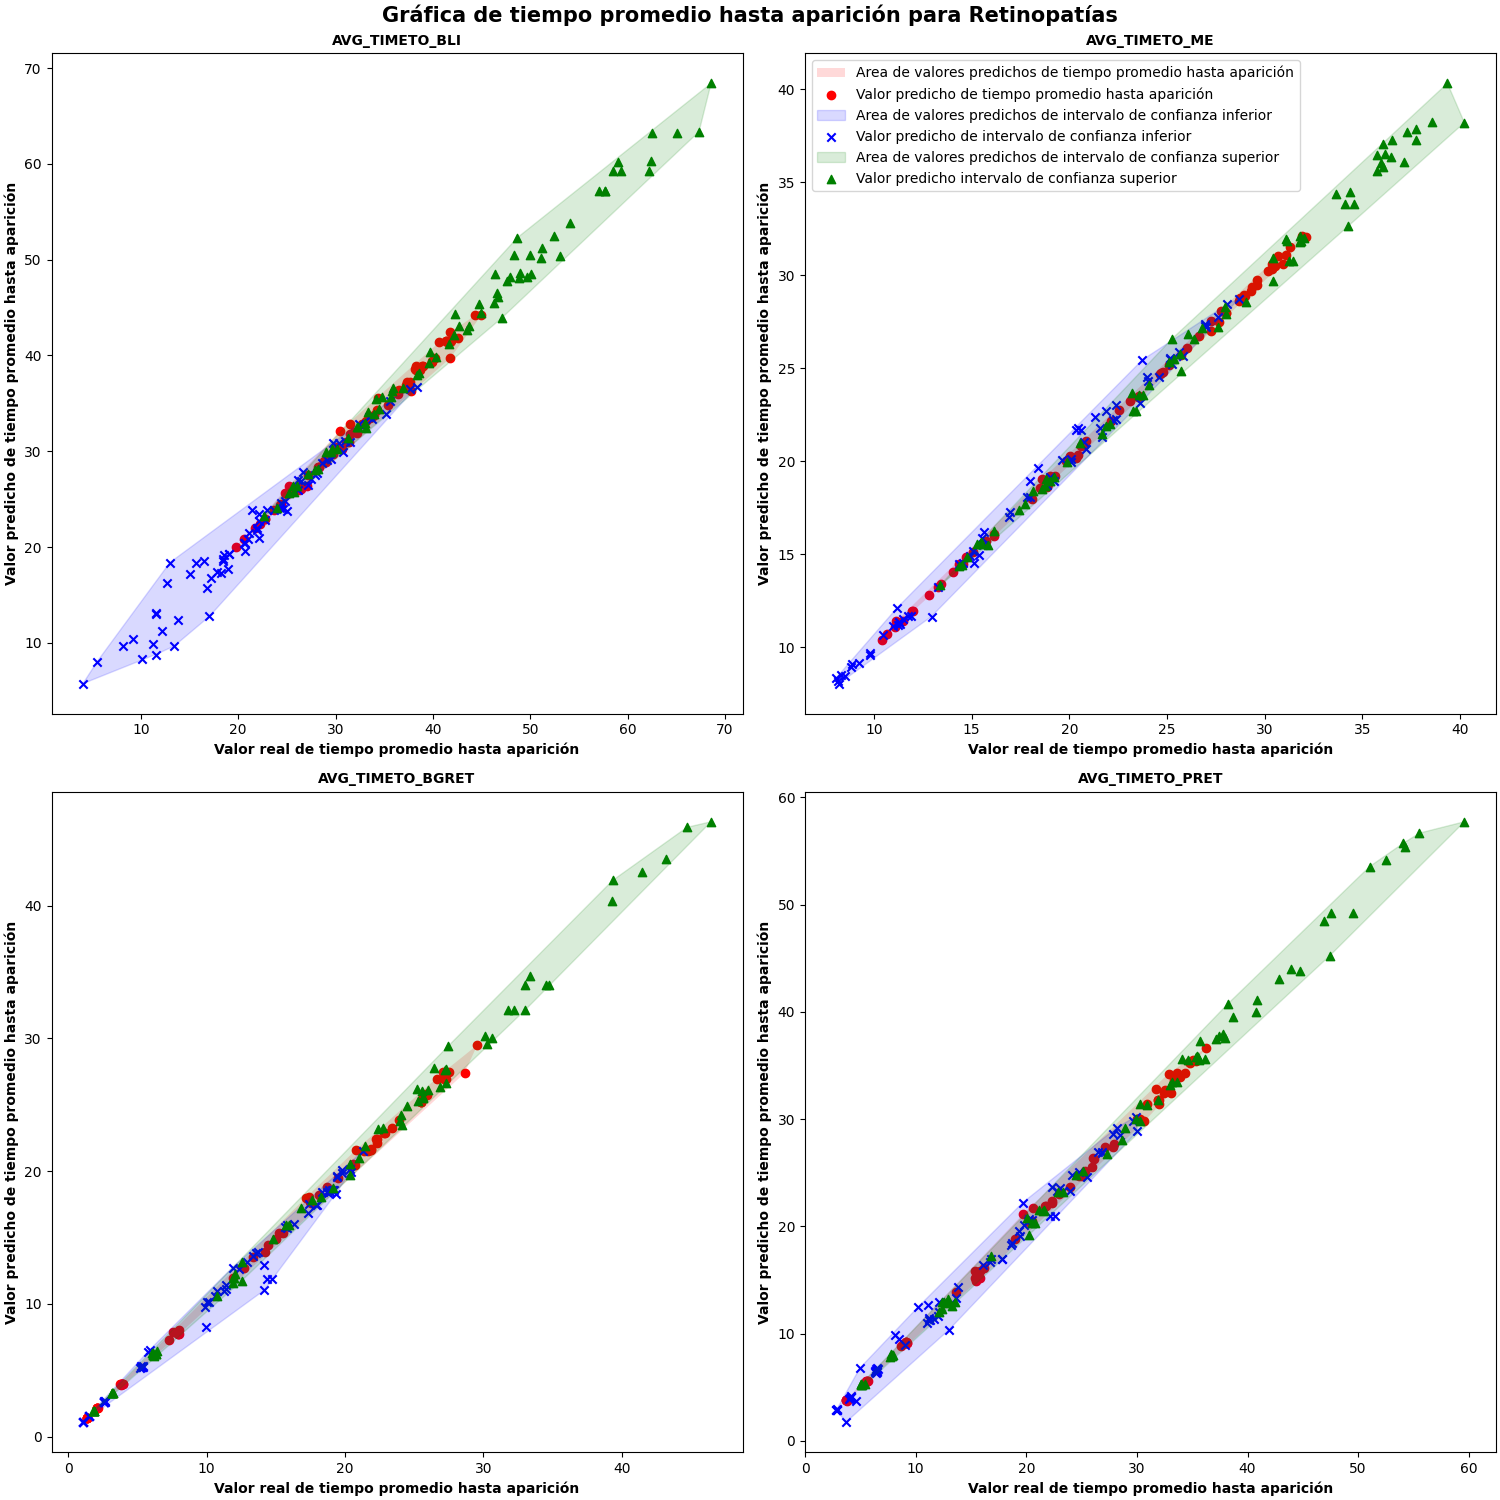 Gráfica de tiempo promedio hasta aparición para Retinopatías
AVG_TIMETO_BLI
70
60
50
40
30
20
10
10 20 30 40 50 60 70
Valor predicho de tiempo promedio hasta aparición
Valor real de tiempo promedio hasta aparición
AVG_TIMETO_ME
Area de valores predichos de tiempo promedio hasta aparición
Valor predicho de tiempo promedio hasta aparición
Area de valores predichos de intervalo de confianza inferior
Valor predicho de intervalo de confianza inferior
Area de valores predichos de intervalo de confianza superior
Valor predicho intervalo de confianza superior
40
35
30
25
20
15
10
10 15 20 25 30 35 40
Valor predicho de tiempo promedio hasta aparición
Valor real de tiempo promedio hasta aparición
AVG_TIMETO_BGRET
40
30
20
10
0
0 10 20 30 40
Valor predicho de tiempo promedio hasta aparición
Valor real de tiempo promedio hasta aparición
AVG_TIMETO_PRET
60
50
40
30
20
10
0
0 10 20 30 40 50 60
Valor predicho de tiempo promedio hasta aparición
Valor real de tiempo promedio hasta aparición